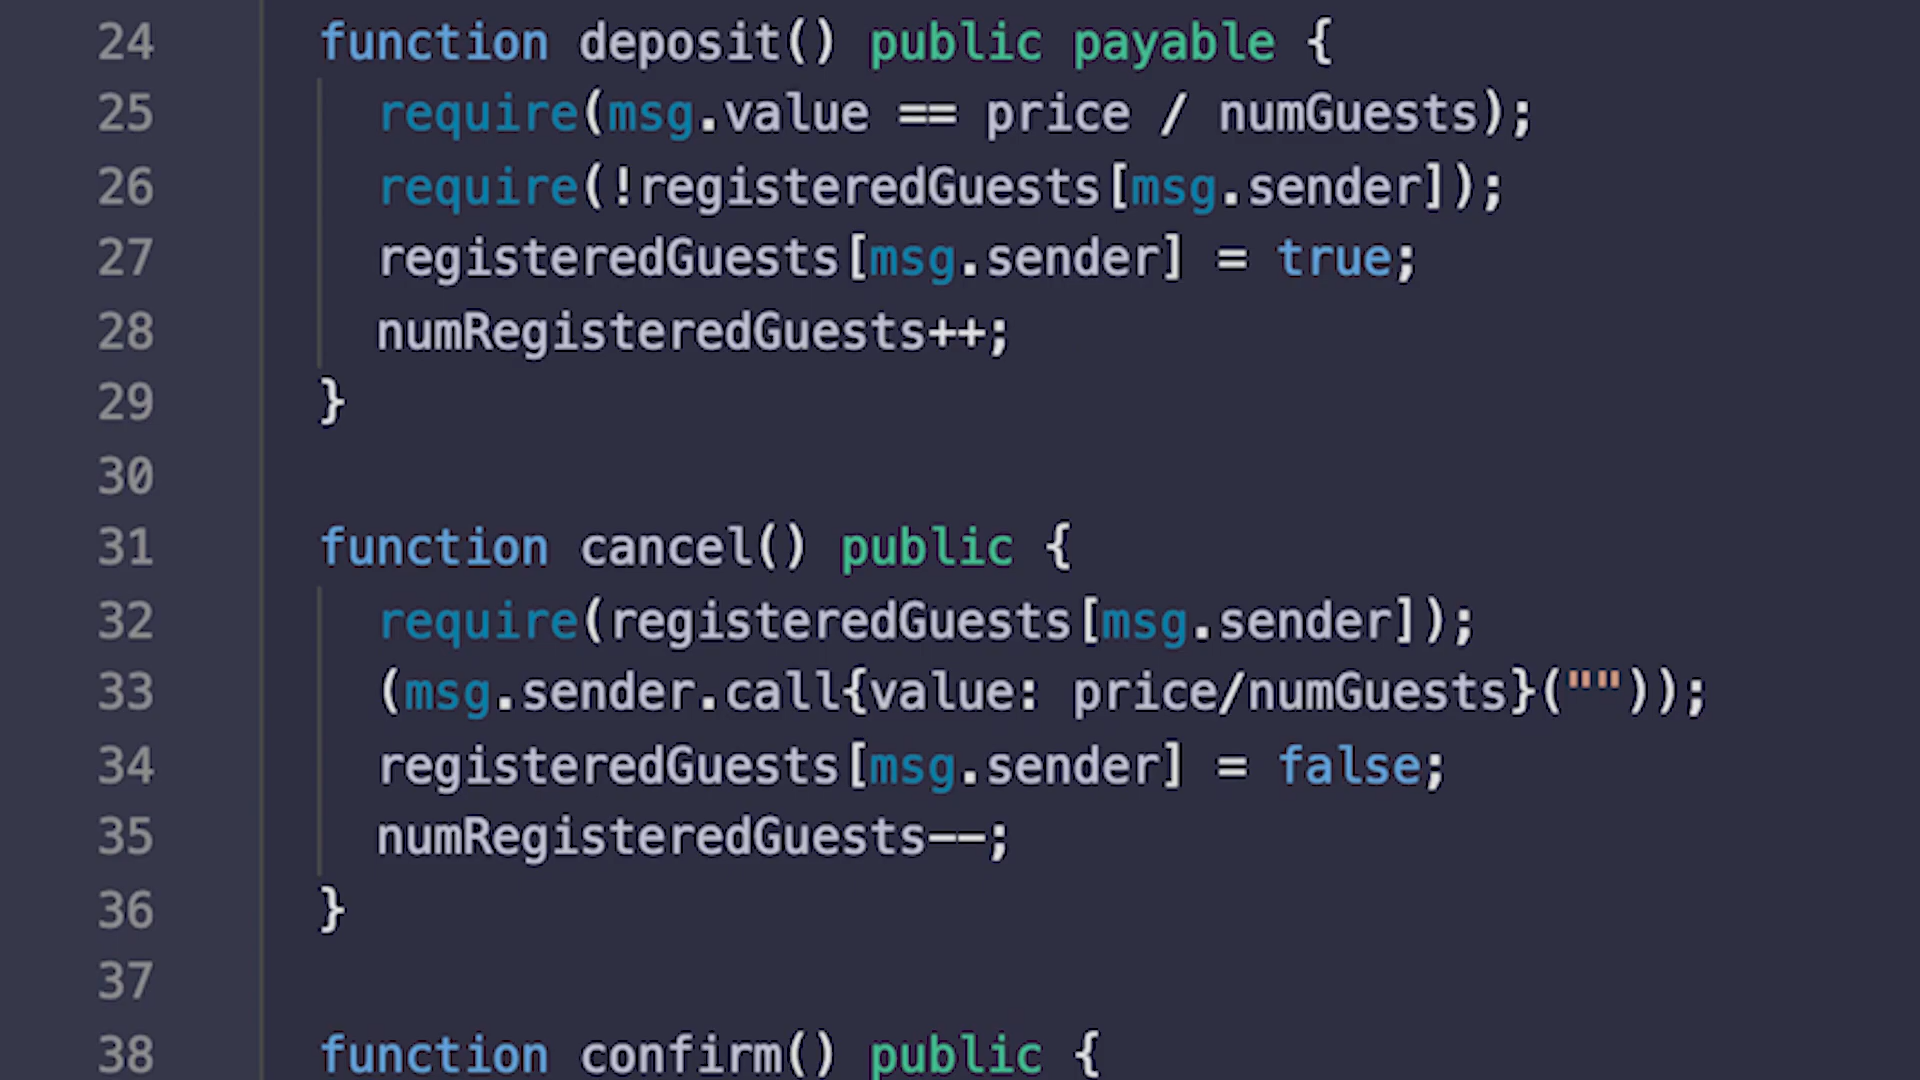 24 function deposit() public payable {
25 require(msg.value == price / numGuests);
26 require(!registeredGuests[msg.sender]);
27 registeredGuests[msg.sender] = true;
28 numRegisteredGuests++;
29 }
30
31 function cancel() public {
32 require(registeredGuests[msg.sender]);
33 (msg.sender.call{value: price/numGuests}(""));
34 registeredGuests[msg.sender] = false;
35 numRegisteredGuests--;
36 }
37
38 function confirm() public {